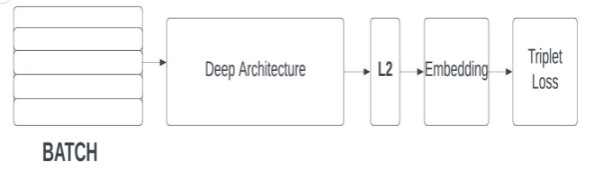 Deep Architecture
L2
Embedding
Triplet
Loss
BATCH